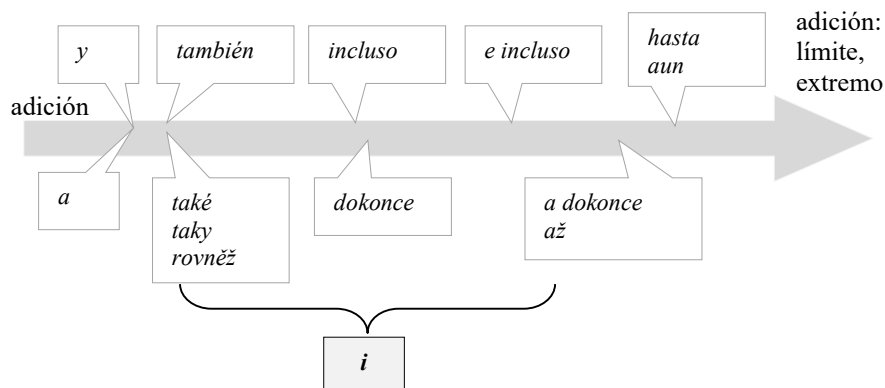 y
también
incluso
e incluso
hasta
aun
adición:
límite,
extremo
adición
a
také
taky
rovněž
dokonce
a dokonce
až
i